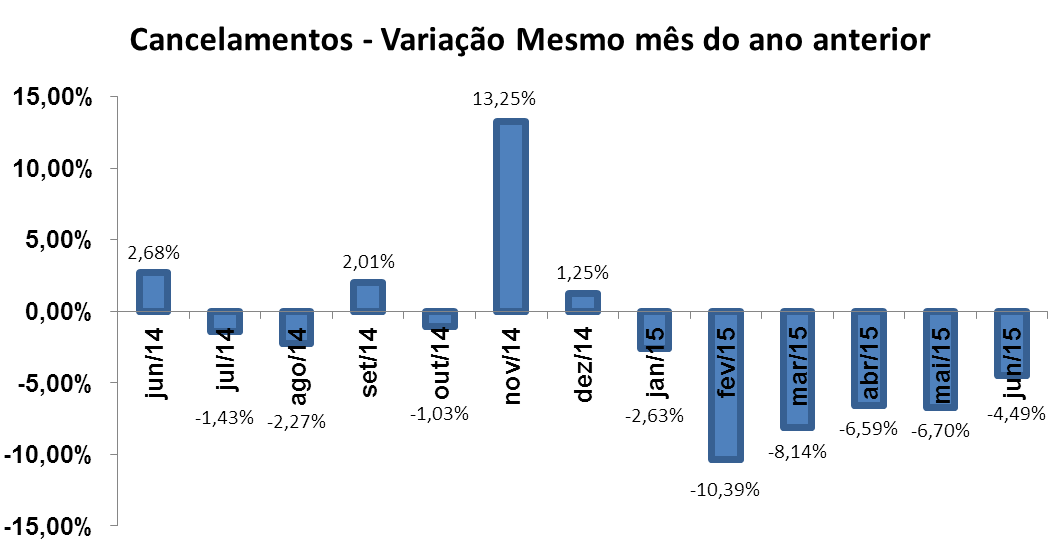 Cancelamentos - Variação Mesmo mês do ano anterior
15,00%
10,00%
5,00%
0,00%
-5,00%
-10,00%
-15,00%
2,68%
-1,43%
-2,27%
2,01%
-1,03%
13,25%
1,25%
-2,63%
-10,39%
-8,14%
-6,59%
-6,70%
-4,49%
jun/14
jul/14
ago/14
set/14
out/14
nov/14
dez/14
jan/15
fev/15
mar/15
abr/15
mai/15
jun/15